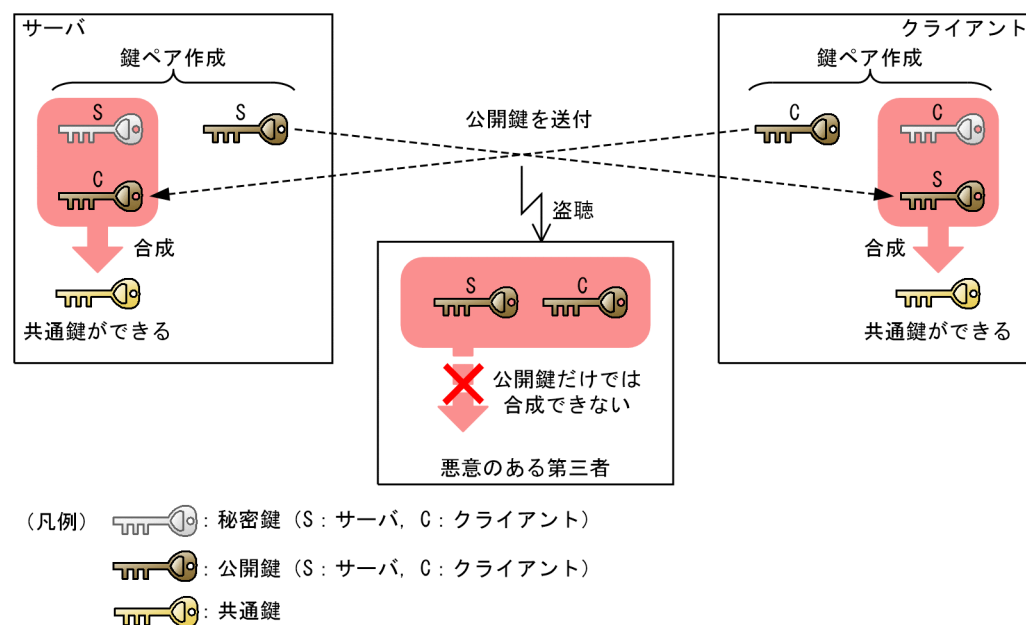 サーバ
クライアント
鍵ペア作成
鍵ペア作成
S
S
C
C
公開鍵を送付
C
S
盗聴
合成
合成
S
C
共通鍵ができる
共通鍵ができる
公開鍵だけでは
合成できない
悪意のある第三者
(凡例)
:秘密鍵(S:サーバ,C:クライアント)
:公開鍵(S:サーバ,C:クライアント)
:共通鍵